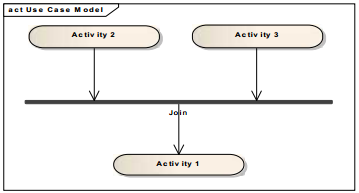 act Use Case Model
Activity 2
Activity 3
Join
Activity 1